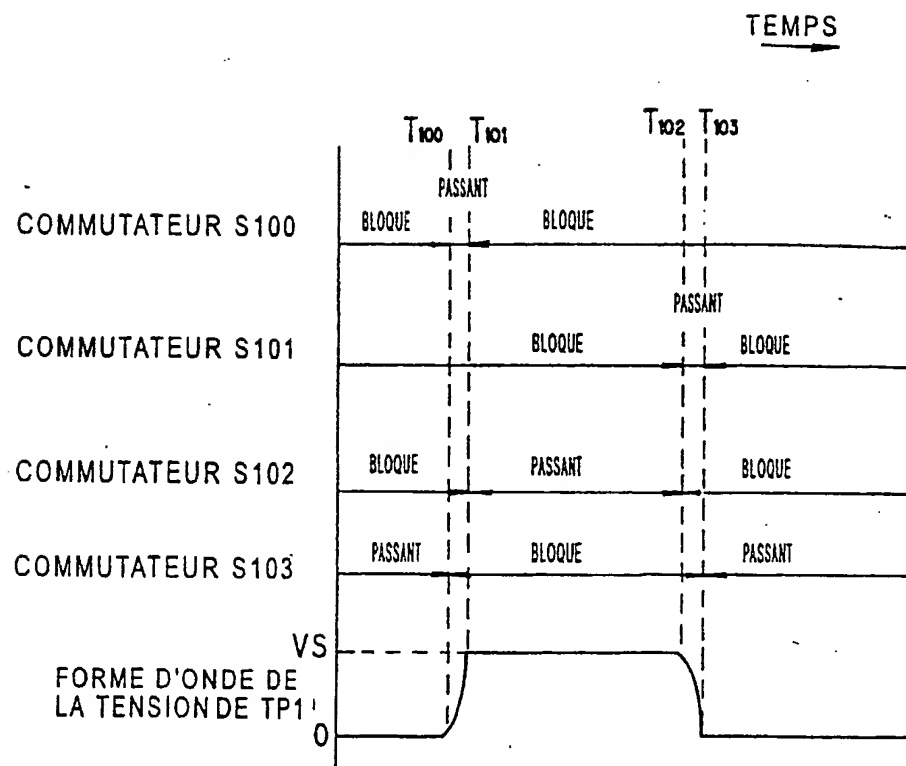 TEMPS
T100 T101 T102 T103
PASSANT
COMMUTATEUR S100 BLOQUE BLOQUE
PASSANT
COMMUTATEUR S101 BLOQUE BLOQUE
COMMUTATEUR S102 BLOQUE PASSANT BLOQUE
COMMUTATEUR S103 PASSANT BLOQUE PASSANT
VS
FORME D'ONDE DE
LA TENSION DE TP1
0